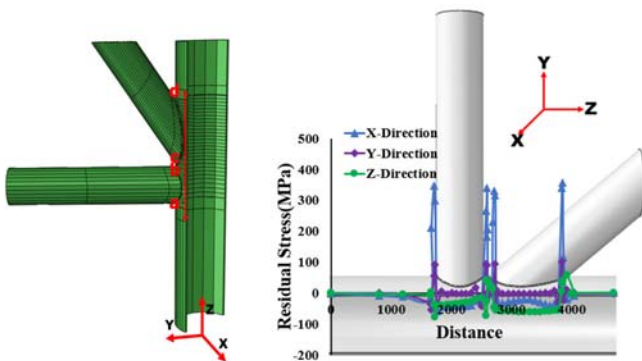 Z
Y
X
Y
Z
X
X-Direction
Y-Direction
Z-Direction
Residual Stress(MPa)
500
400
300
200
100
0
-100
-200
0
1000
2000
3000
4000
Distance